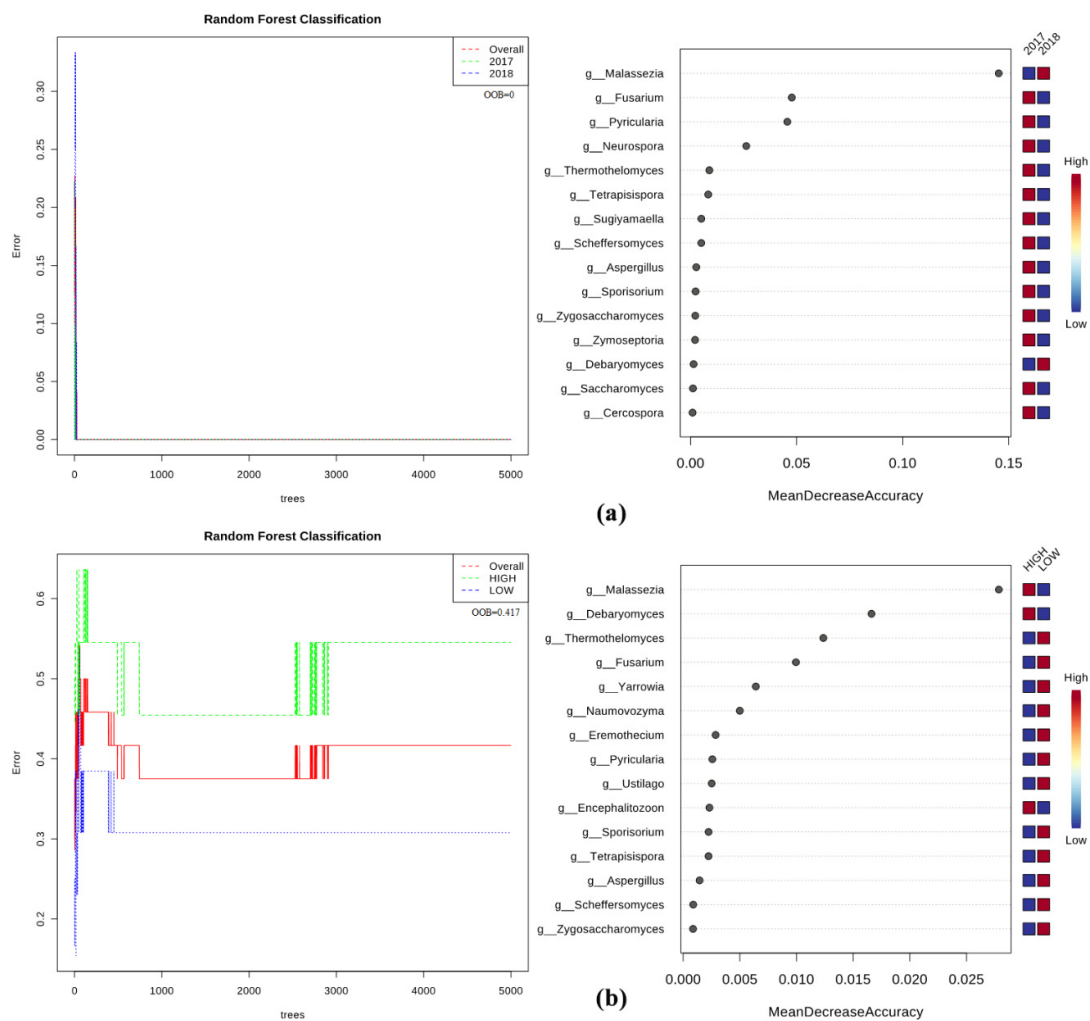 Random Forest Classification
Overall
2017
2018
OOB=0
0.30
0.25
0.20
0.15
0.10
0.05
0.00
Error
0
1000
2000
3000
4000
5000
trees
2017
2018
g__Malassezia
g__Fusarium
g__Pyricularia
g__Neurospora
g__Thermothelomyces
g__Tetrapisispora
g__Sugiyamaella
g__Scheffersomyces
g__Aspergillus
g__Sporisorium
g__Zygosaccharomyces
g__Zymoseptoria
g__Debaryomyces
g__Saccharomyces
g__Cercospora
0.00
0.05
0.10
0.15
MeanDecreaseAccuracy
High
Low
(a)
Random Forest Classification
Overall
HIGH
LOW
OOB=0.417
0.6
0.5
0.4
0.3
0.2
Error
0
1000
2000
3000
4000
5000
trees
HIGH
LOW
g__Malassezia
g__Debaryomyces
g__Thermothelomyces
g__Fusarium
g__Yarrowia
g__Naumovozyma
g__Eremothecium
g__Pyricularia
g__Ustilago
g__Encephalitozoon
g__Sporisorium
g__Tetrapisispora
g__Aspergillus
g__Scheffersomyces
g__Zygosaccharomyces
0.000
0.005
0.010
0.015
0.020
0.025
MeanDecreaseAccuracy
High
Low
(b)